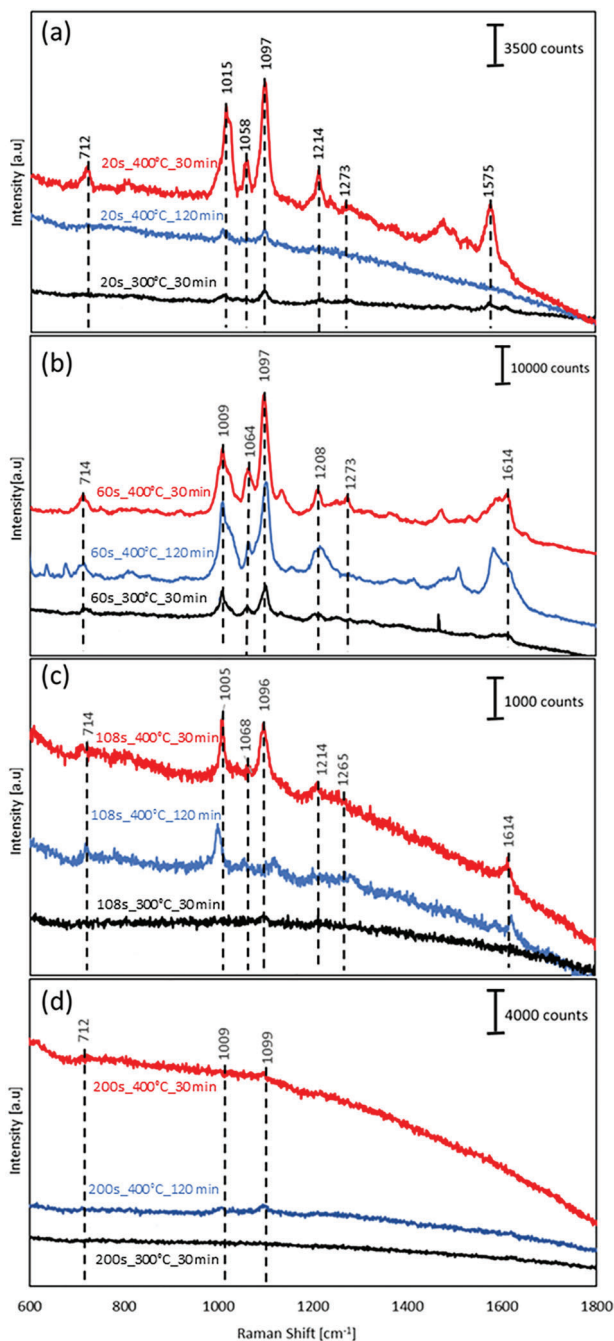 (a)
3500 counts
712
1015
1058
1097
1214
1273
1575
20s_400°C_30min
20s_400°C_120min
20s_300°C_30min
Intensity [a.u]
(b)
10000 counts
714
1009
1064
1097
1208
1273
1614
60s_400°C_30min
60s_400°C_120min
60s_300°C_30min
Intensity[a.u]
(c)
1000 counts
714
1005
1068
1096
1214
1265
1614
108s_400°C_30min
108s_400°C_120min
108s_300°C_30min
Intensity [a.u]
(d)
4000 counts
712
1009
1099
200s_400°C_30min
200s_400°C_120min
200s_300°C_30min
Intensity [a.u]
600 800 1000 1200 1400 1600 1800
Raman Shift [cm⁻¹]